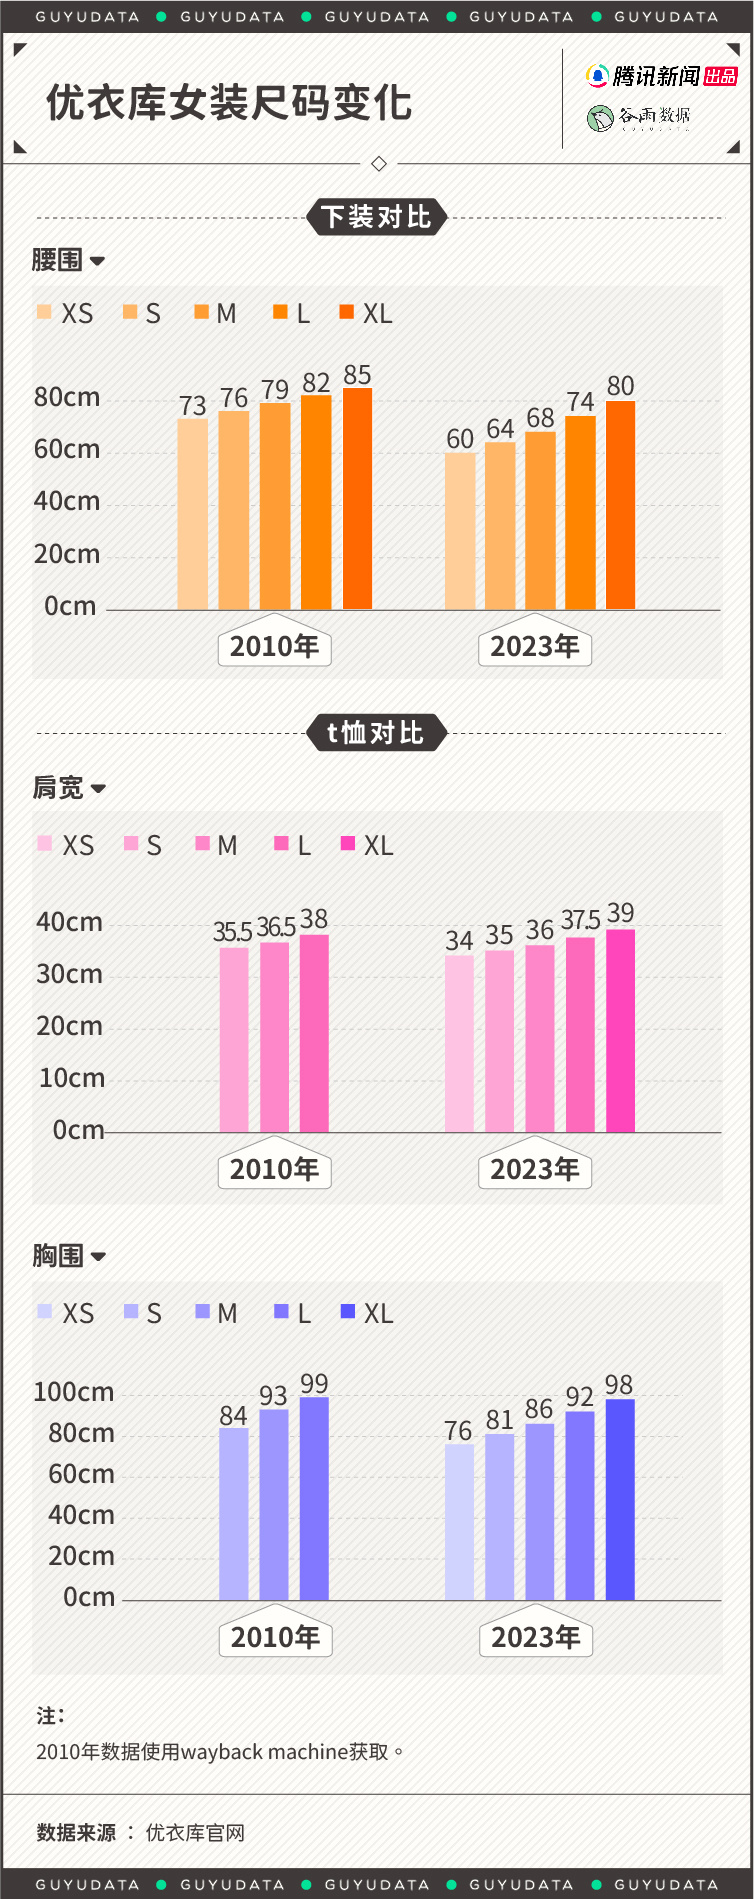 GUYUDATA GUYUDATA GUYUDATA GUYUDATA GUYUDATA
优衣库女装尺码变化
腾讯新闻 出品
谷雨数据
下装对比
腰围
XS S M L XL
80cm
60cm
40cm
20cm
0cm
73 76 79 82 85
60 64 68 74 80
2010年 2023年
t恤对比
肩宽
XS S M L XL
40cm
30cm
20cm
10cm
0cm
35.5 36.5 38
34 35 36 37.5 39
2010年 2023年
胸围
XS S M L XL
100cm
80cm
60cm
40cm
20cm
0cm
84 93 99
76 81 86 92 98
2010年 2023年
注：
2010年数据使用wayback machine获取。
数据来源 ： 优衣库官网
GUYUDATA GUYUDATA GUYUDATA GUYUDATA GUYUDATA